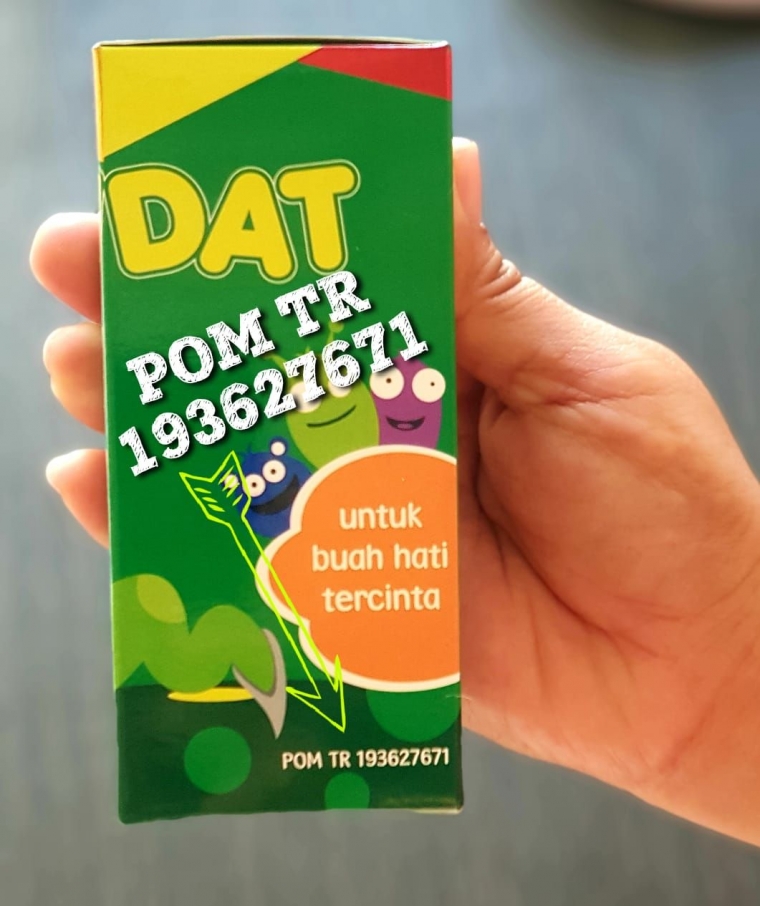 DAT
POM TR
193627671
untuk
buah hati
tercinta
POM TR 193627671